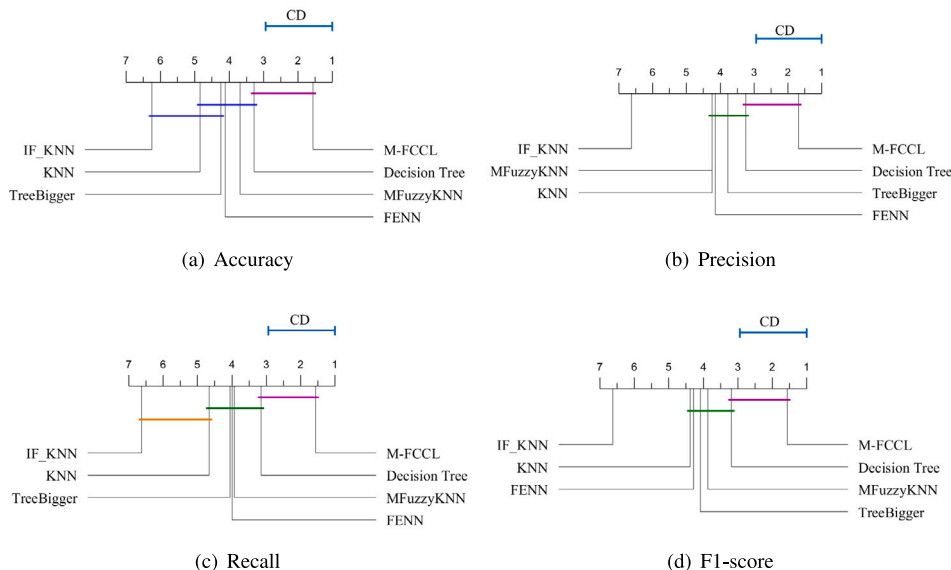 CD
7 6 5 4 3 2 1
IF_KNN
KNN
TreeBigger
M-FCCL
Decision Tree
MFuzzyKNN
FENN
(a) Accuracy
CD
7 6 5 4 3 2 1
IF_KNN
MFuzzyKNN
KNN
M-FCCL
Decision Tree
TreeBigger
FENN
(b) Precision
CD
7 6 5 4 3 2 1
IF_KNN
KNN
TreeBigger
M-FCCL
Decision Tree
MFuzzyKNN
FENN
(c) Recall
CD
7 6 5 4 3 2 1
IF_KNN
KNN
FENN
M-FCCL
Decision Tree
MFuzzyKNN
TreeBigger
(d) F1-score